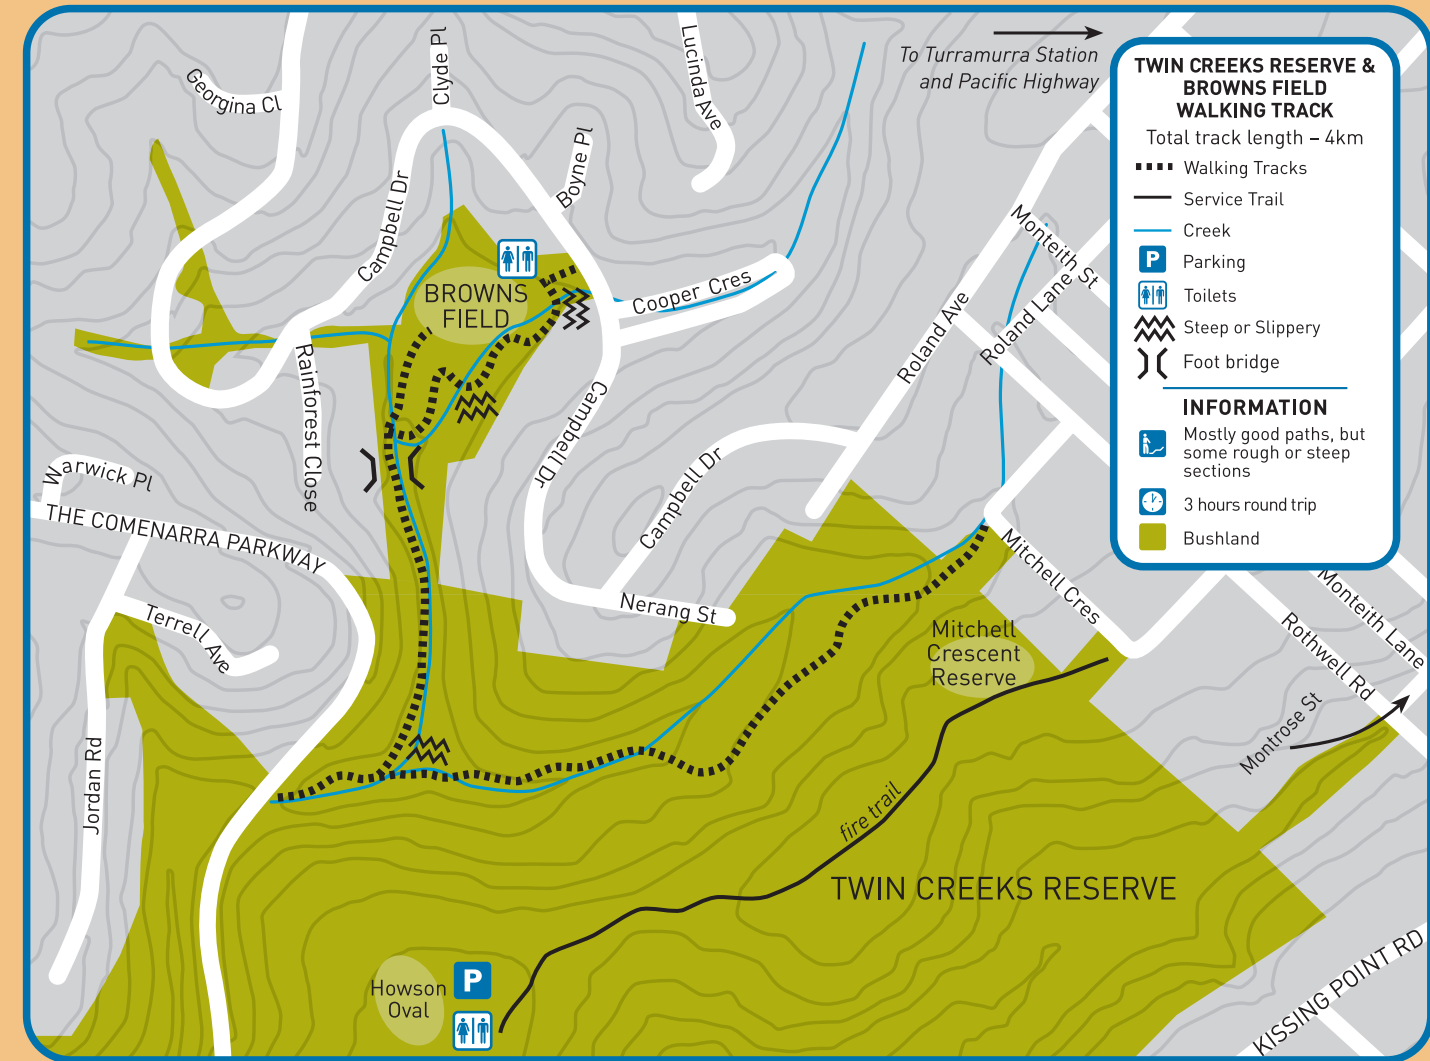 Georgina Cl
Clyde Pl
Lucinda Ave
To Turramurra Station
and Pacific Highway
TWIN CREEKS RESERVE &
BROWNS FIELD
WALKING TRACK
Total track length – 4km
Walking Tracks
Service Trail
Creek
P
Parking
Toilets
Steep or Slippery
Foot bridge
INFORMATION
Mostly good paths, but
some rough or steep
sections
3 hours round trip
Bushland
Boyne Pl
Campbell Dr
BROWNS
FIELD
Cooper Cres
Monteith St
Roland Lane
Roland Ave
Rainforest Close
Campbell Dr
Campbell Dr
Warwick Pl
THE COMENARRA PARKWAY
Terrell Ave
Nerang St
Mitchell Cres
Mitchell
Crescent
Reserve
Monteith Lane
Rothwell Rd
Montrose St
Jordan Rd
fire trail
TWIN CREEKS RESERVE
Howson
Oval
P
KISSING POINT RD